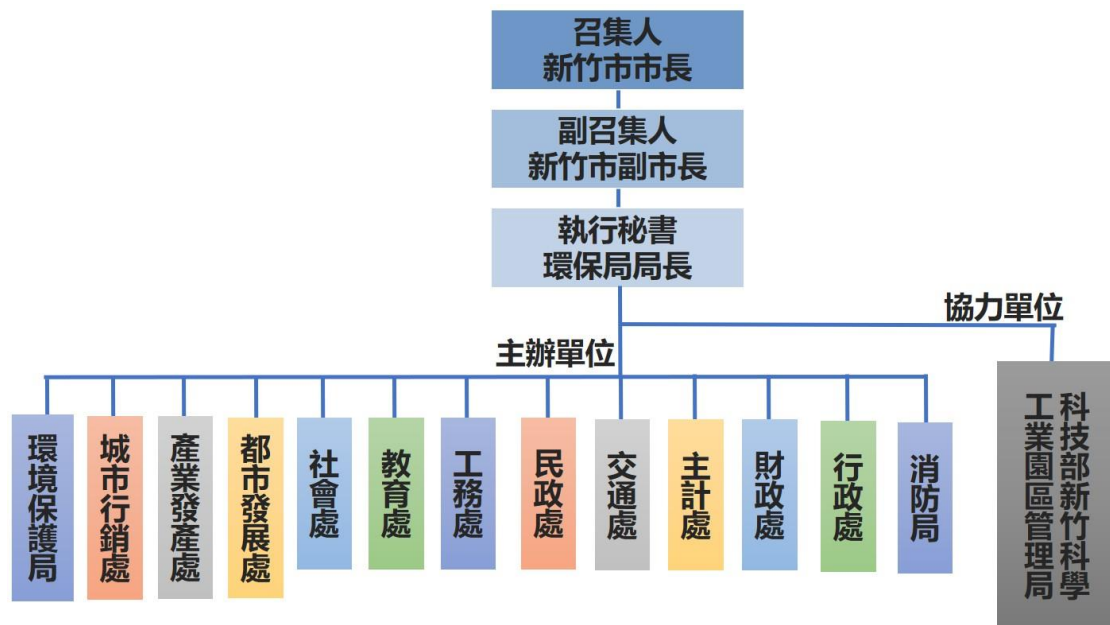 召集人
新竹市市長
副召集人
新竹市副市長
執行秘書
環保局局長
協力單位
主辦單位
環境保護局
城市行銷處
產業發產處
都市發展處
社會處
教育處
工務處
民政處
交通處
主計處
財政處
行政處
消防局
科技部新竹科學
工業園區管理局